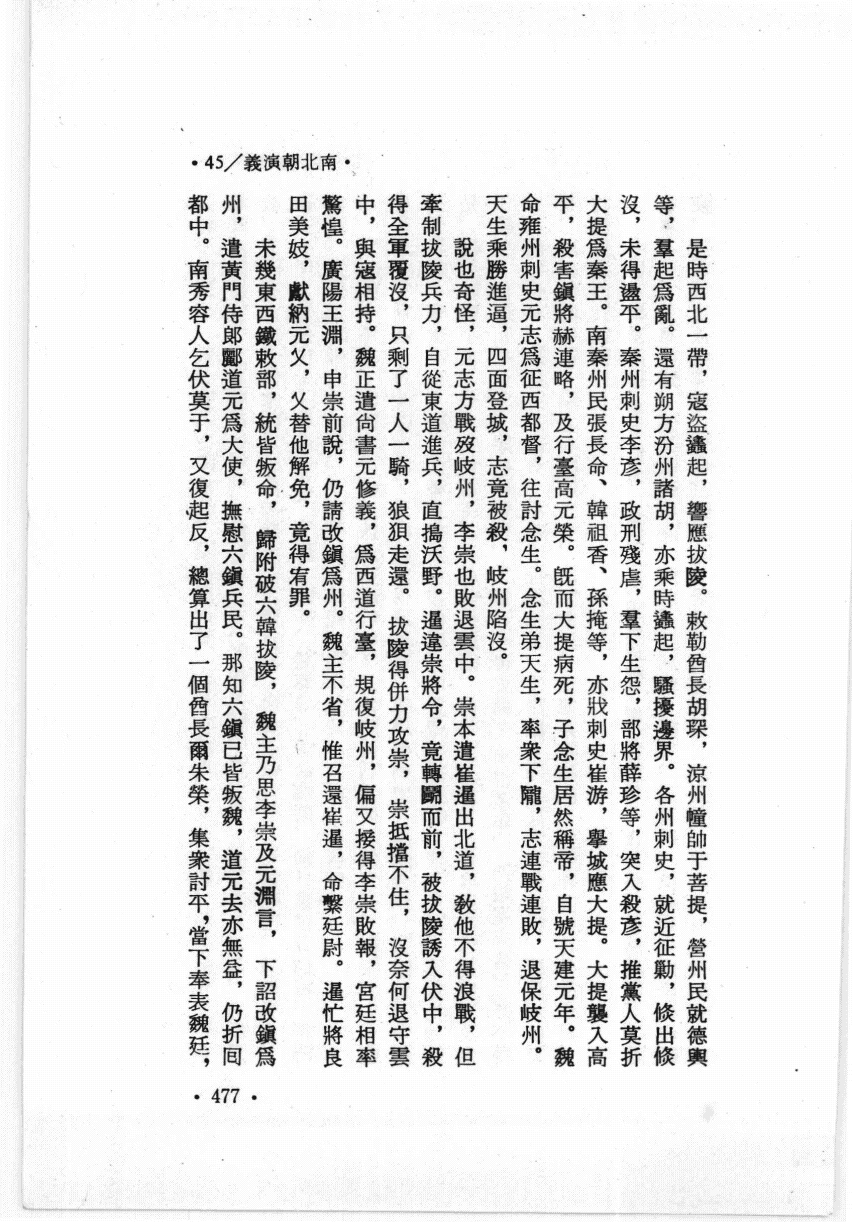 •45／義演朝北南•
是時西北一帶，寇盜蠭起，響應拔陵。敕勒酋長胡琛，涼州幢帥于菩提，營州民就德輿
等，羣起爲亂。還有朔方汾州諸胡，亦乘時蠭起，騷擾邊界。各州刺史，就近征勦，倏出倏
沒，未得盪平。秦州刺史李彥，政刑殘虐，羣下生怨，部將薛珍等，突入殺彥，推黨人莫折
大提爲秦王。南秦州民張長命、韓祖香、孫掩等，亦戕刺史崔游，舉城應大提。大提襲入高
平，殺害鎭將赫連略，及行臺高元榮。旣而大提病死，子念生居然稱帝，自號天建元年。魏
命雍州刺史元志爲征西都督，往討念生。念生弟天生，率衆下隴，志連戰連敗，退保岐州。
天生乘勝進逼，四面登城，志竟被殺，岐州陷沒。
說也奇怪，元志方戰歿岐州，李崇也敗退雲中。崇本遣崔暹出北道，敎他不得浪戰，但
牽制拔陵兵力，自從東道進兵，直搗沃野。暹違崇將令，竟轉鬭而前，被拔陵誘入伏中，殺
得全軍覆沒，只剩了一人一騎，狼狽走還。拔陵得併力攻崇，崇抵擋不住，沒奈何退守雲
中，與寇相持。魏正遣尙書元修義，爲西道行臺，規復岐州，偏又接得李崇敗報，宮廷相率
驚惶。廣陽王淵，申崇前說，仍請改鎭爲州。魏主不省，惟召還崔暹，命繫廷尉。暹忙將良
田美妓，獻納元乂，乂替他解免，竟得宥罪。
未幾東西鐵敕部，統皆叛命，歸附破六韓拔陵，魏主乃思李崇及元淵言，下詔改鎭爲
州，遣黃門侍郎酈道元爲大使，撫慰六鎭兵民。那知六鎭已皆叛魏，道元去亦無益，仍折回
都中。南秀容人乞伏莫于，又復起反，總算出了一個酋長爾朱榮，集衆討平，當下奉表魏廷，
•477•